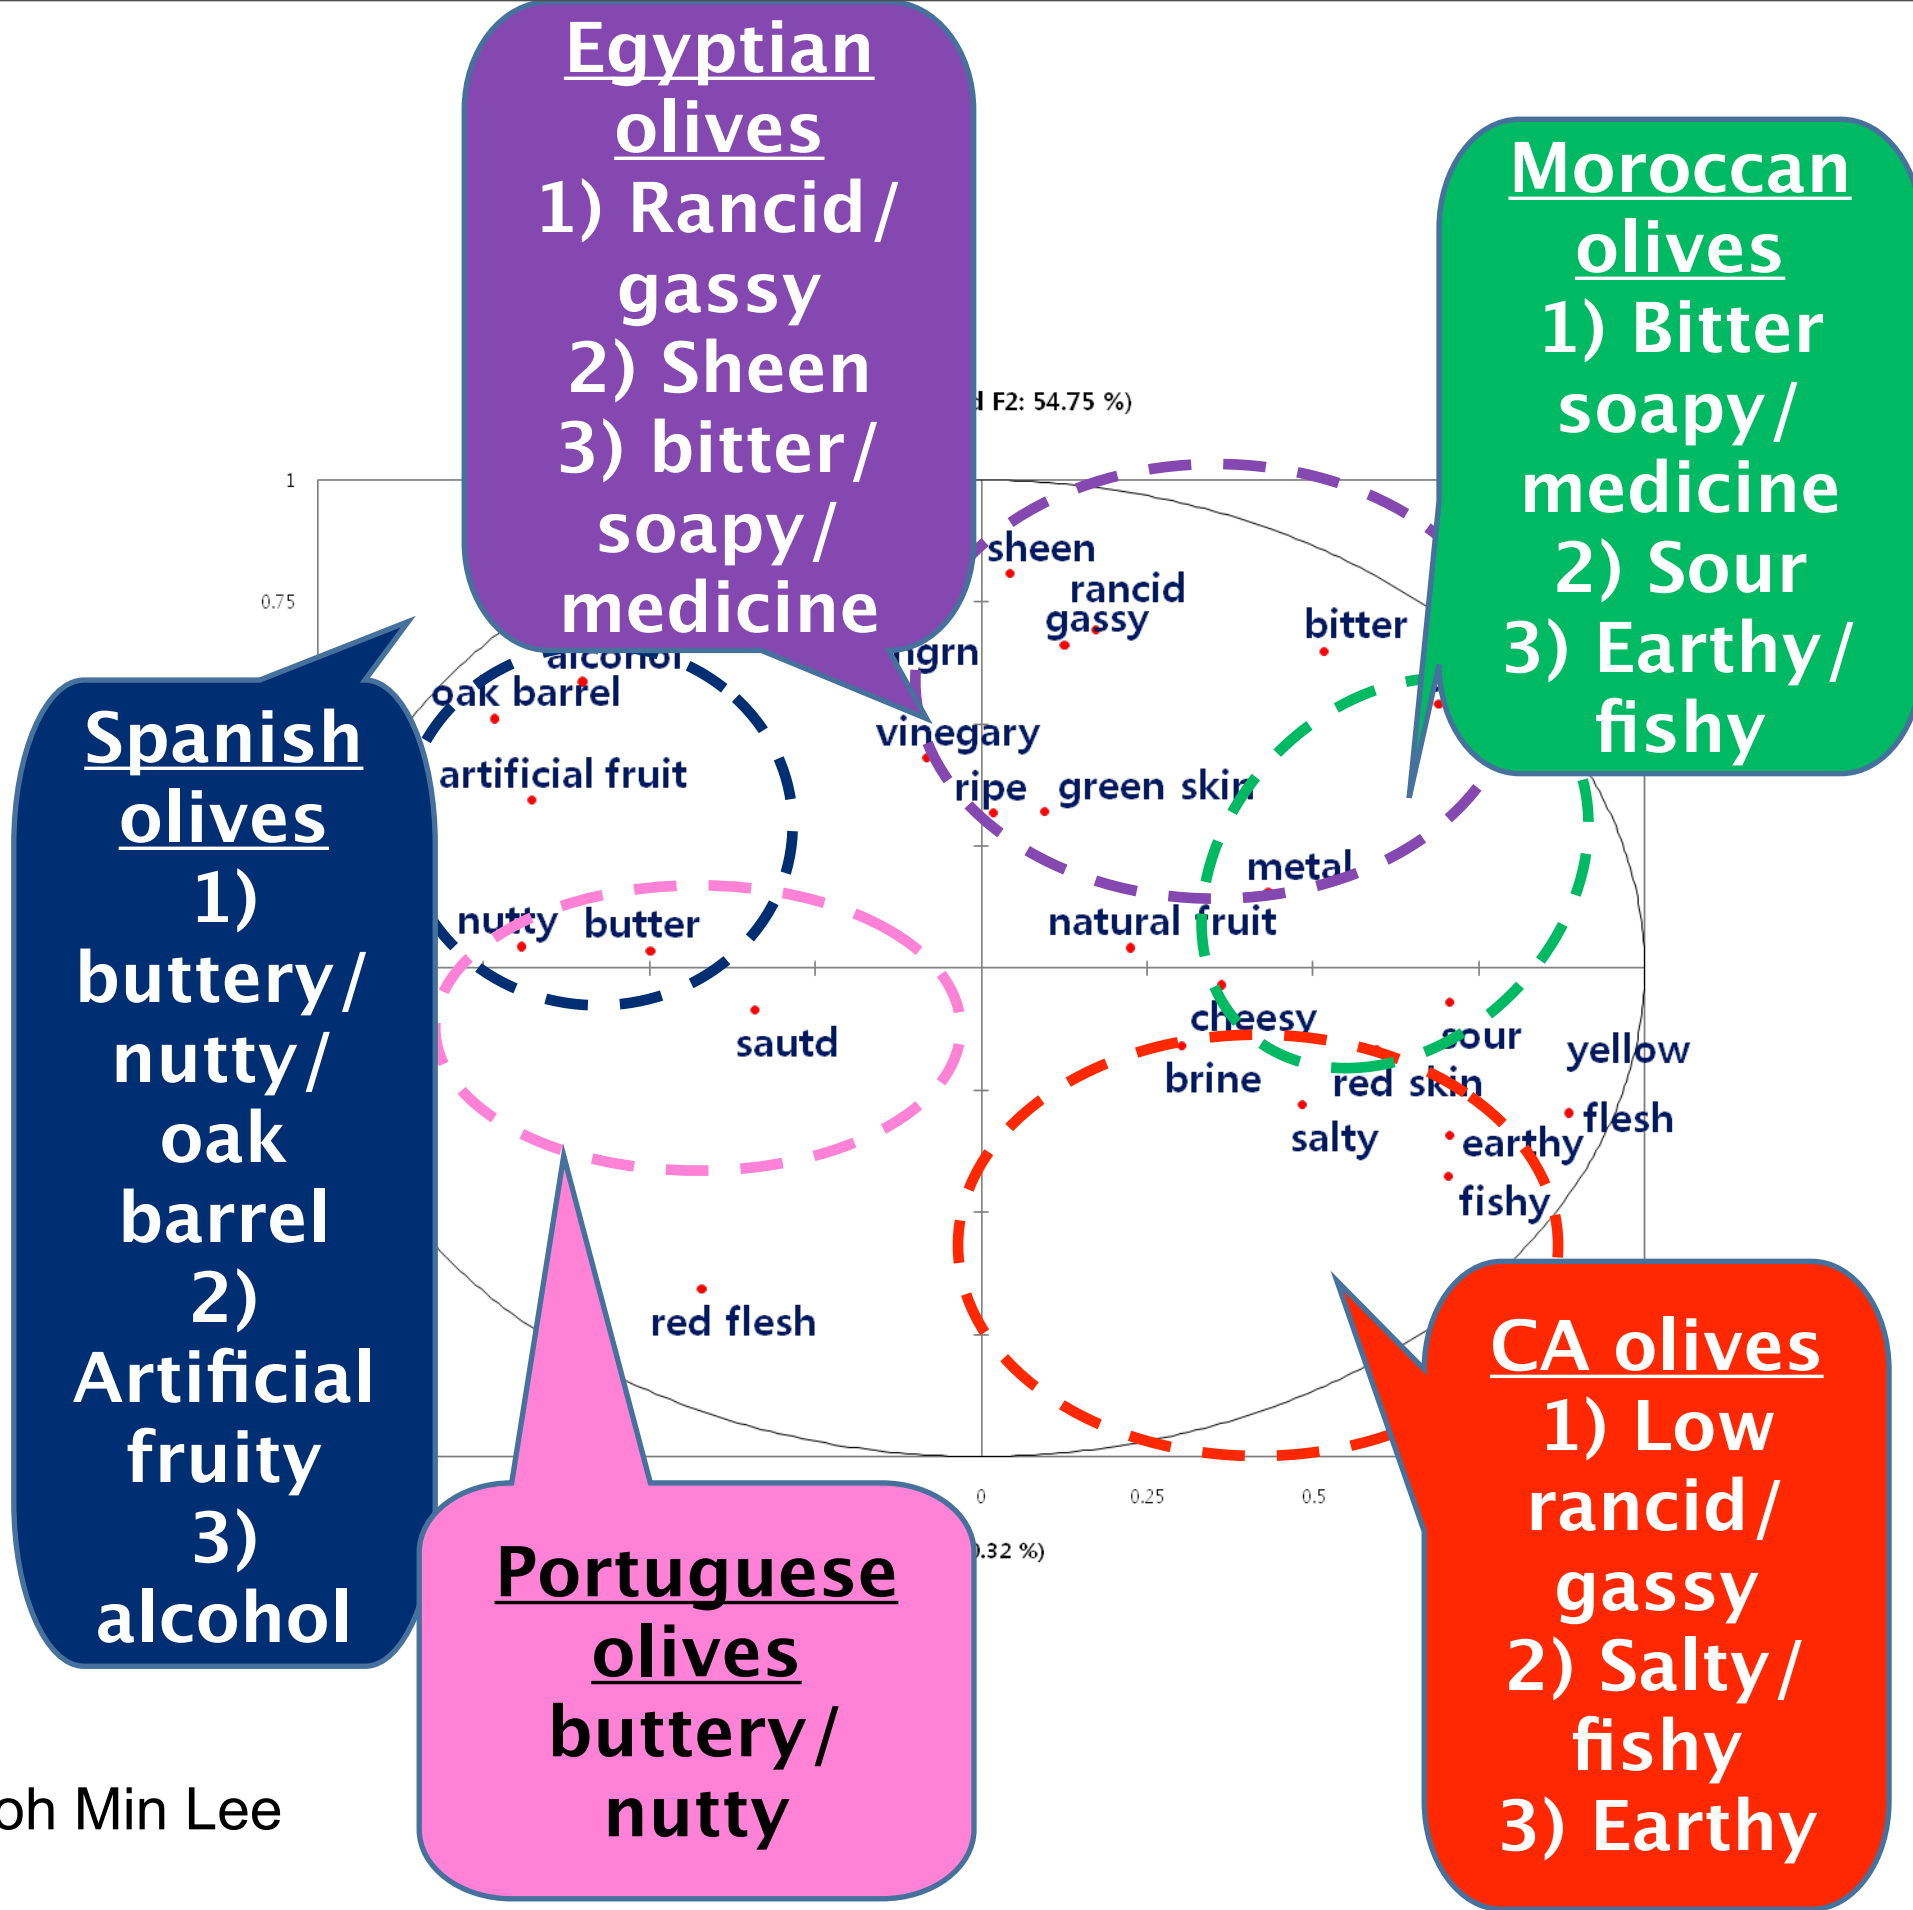 Egyptian
olives
1) Rancid/
gassy
2) Sheen
3) bitter/
soapy/
medicine
Moroccan
olives
1) Bitter
soapy/
medicine
2) Sour
3) Earthy/
fishy
Spanish
olives
1)
buttery/
nutty/
oak
barrel
2)
Artificial
fruity
3)
alcohol
Portuguese
olives
buttery/
nutty
CA olives
1) Low
rancid/
gassy
2) Salty/
fishy
3) Earthy
F2: 54.75 %)
1
0.75
sheen
rancid
gassy
bitter
alcohol
oak barrel
artificial fruit
vinegary
ripe
green skin
metal
nutty
butter
natural fruit
sautd
cheesy
sour
yellow
flesh
brine
red skin
salty
earthy
fishy
red flesh
0
0.25
0.5
.32 %)
Min Lee